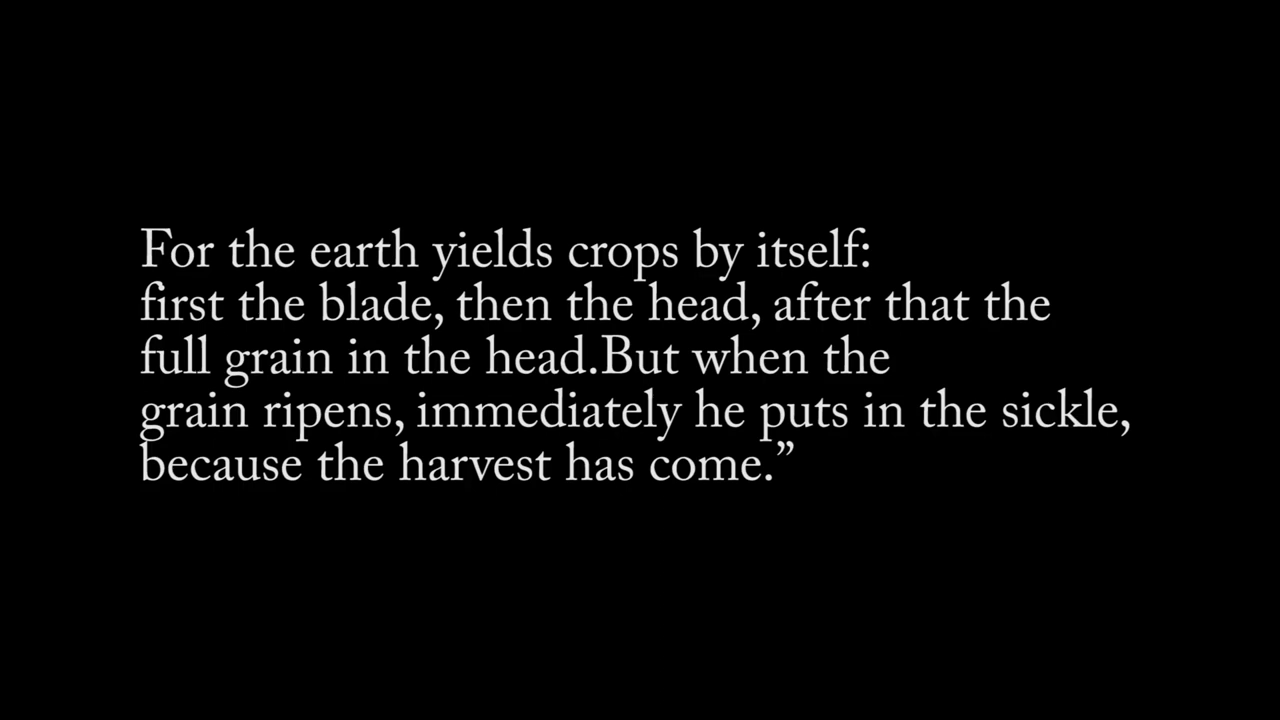 For the earth yields crops by itself:
first the blade, then the head, after that the
full grain in the head.But when the
grain ripens, immediately he puts in the sickle,
because the harvest has come.”